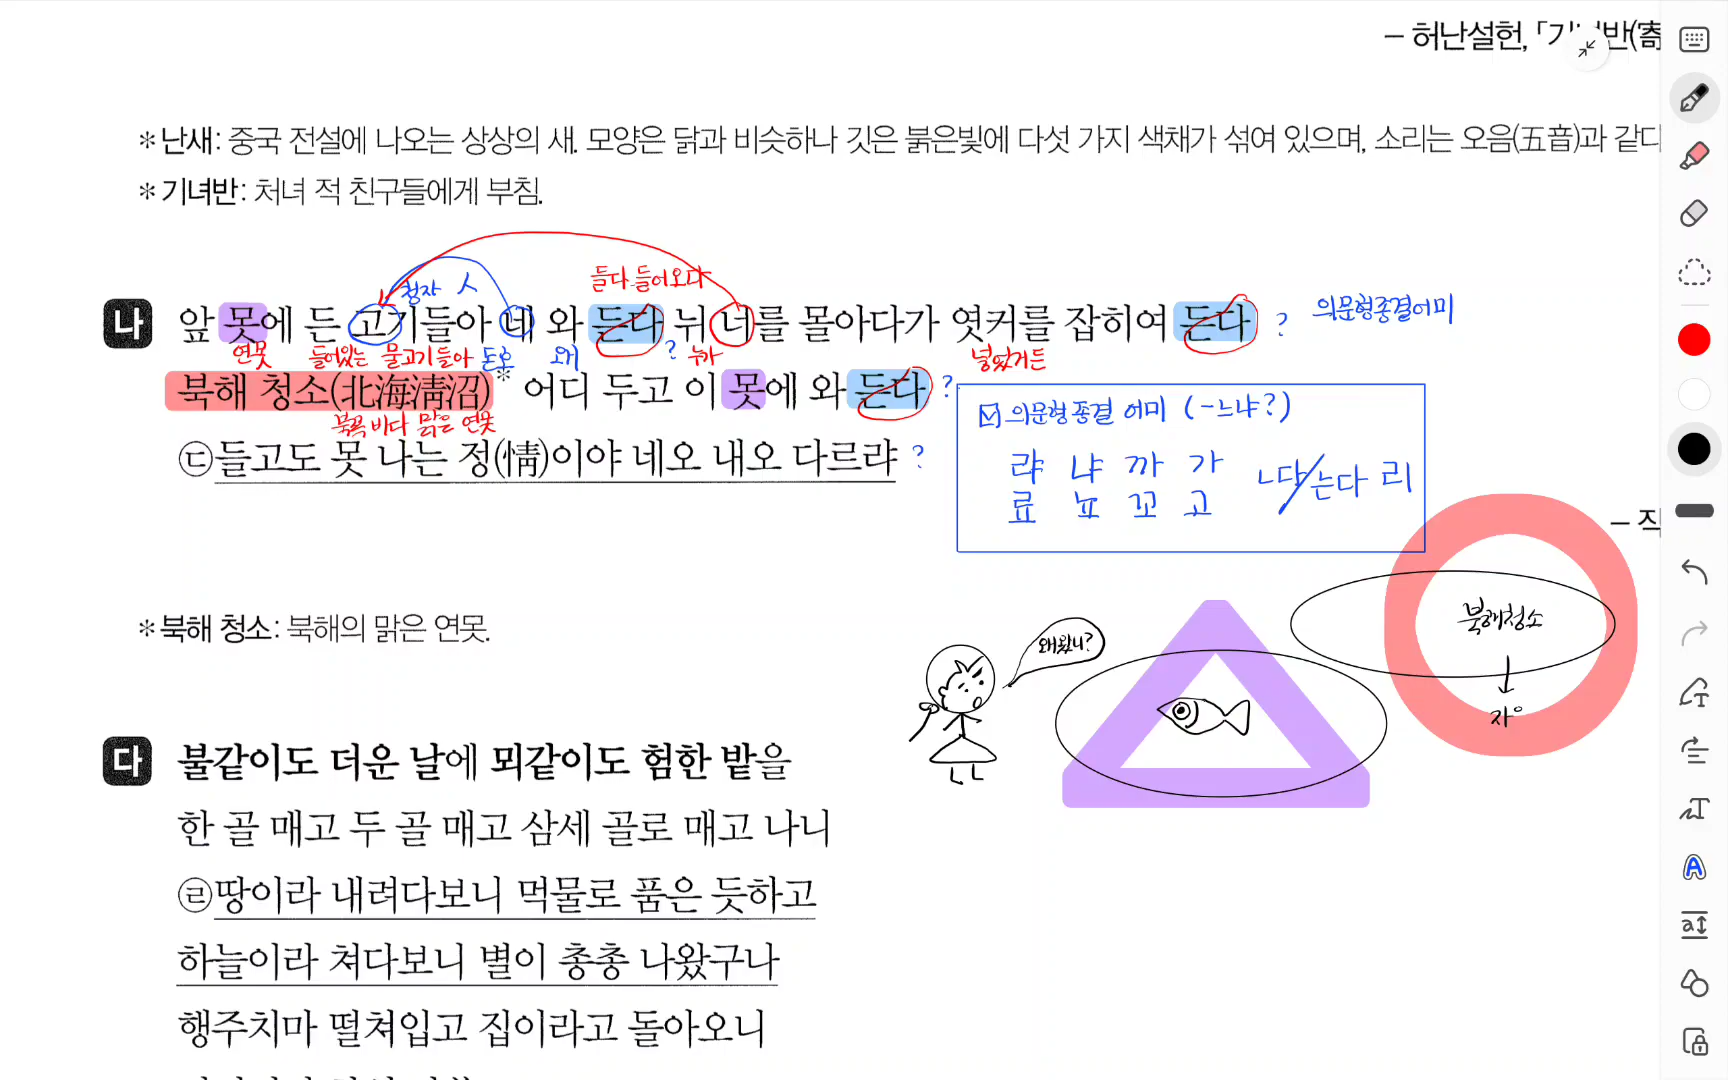 – 허난설헌, 「기녀반(寄
*난새: 중국 전설에 나오는 상상의 새. 모양은 닭과 비슷하나 깃은 붉은빛에 다섯 가지 색채가 섞여 있으며, 소리는 오음(五音)과 같다
*기녀반: 처녀 적 친구들에게 부침.
청자 人 들다.들어오다
나 앞 못에 든 고기들아 네 와 든다 뉘 너를 몰아다가 엿커를 잡히여 든다 ? 의문형종결어미
연못 들어있는 물고기들아 왜 ? 누가 넣었거든
북해 청소(北海淸沼)* 어디 두고 이 못에 와 든다 ?
북쪽 바다 맑은 연못
㉢들고도 못 나는 정(情)이야 네오 내오 다르랴 ?
의문형 종결 어미 (-느냐?)
랴 냐 까 가 ㄴ다/는다 리
료 뇨 꼬 고
– 작
*북해 청소: 북해의 맑은 연못.
북해청소
왜왔니?
다 불같이도 더운 날에 뫼같이도 험한 밭을
한 골 매고 두 골 매고 삼세 골로 매고 나니
㉣땅이라 내려다보니 먹물로 품은 듯하고
하늘이라 쳐다보니 별이 총총 나왔구나
행주치마 떨쳐입고 집이라고 돌아오니